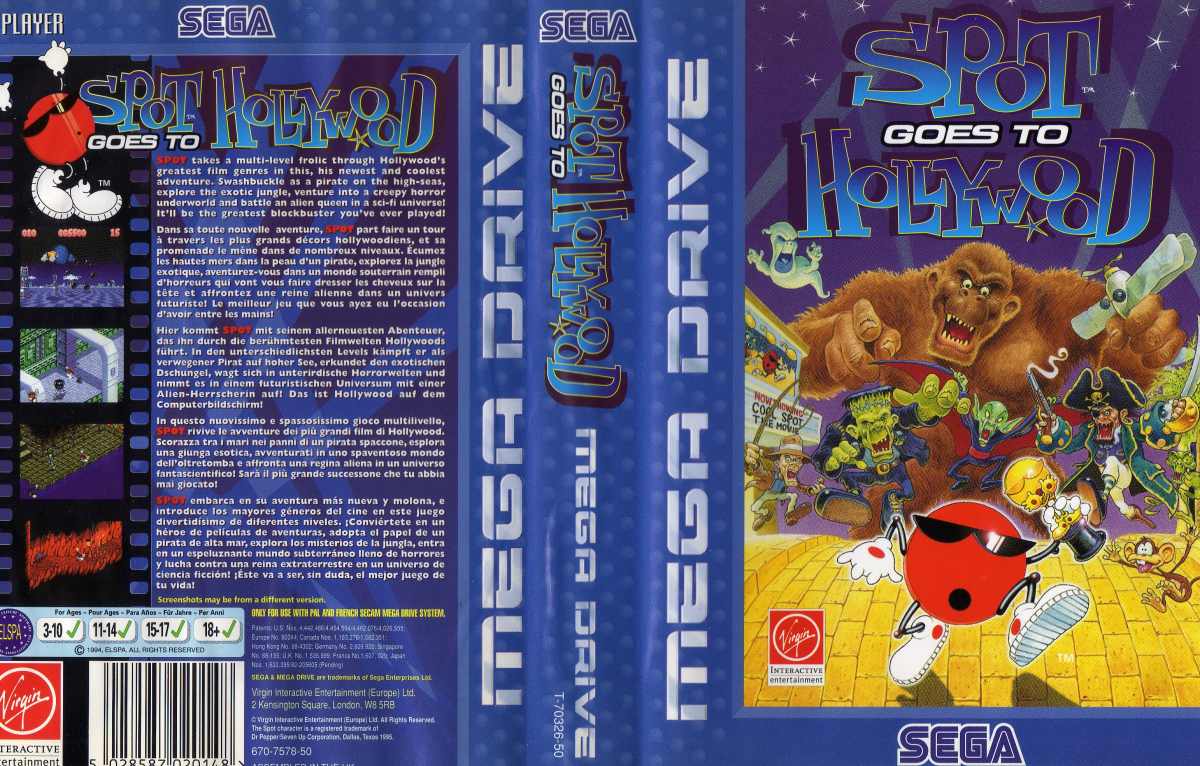 PLAYER
SEGA
SPOT™
GOES TO
HOLLYWOOD
™
SPOT takes a multi-level frolic through Hollywood's
greatest film genres in this, his newest and coolest
adventure. Swashbuckle as a pirate on the high-seas,
explore the exotic jungle, venture into a creepy horror
underworld and battle an alien queen in a sci-fi universe!
It'll be the greatest blockbuster you've ever played!
Dans sa toute nouvelle aventure, SPOT part faire un tour
à travers les plus grands décors hollywoodiens, et sa
promenade le mène dans de nombreux niveaux. Écumez
les hautes mers dans la peau d'un pirate, explorez la jungle
exotique, aventurez-vous dans un monde souterrain rempli
d'horreurs qui vont vous faire dresser les cheveux sur la
tête et affrontez une reine alienne dans un univers
futuriste! Le meilleur jeu que vous ayez eu l'occasion
d'avoir entre les mains!
Hier kommt SPOT mit seinem allerneuesten Abenteuer,
das ihn durch die berühmtesten Filmwelten Hollywoods
führt. In den unterschiedlichsten Levels kämpft er als
verwegener Pirat auf hoher See, erkundet den exotischen
Dschungel, wagt sich in unterirdische Horrorwelten und
nimmt es in einem futuristischen Universum mit einer
Alien-Herrscherin auf! Das ist Hollywood auf dem
Computerbildschirm!
In questo nuovissimo e spassosissimo gioco multilivello,
SPOT rivive le avventure dei più grandi film di Hollywood.
Scorazza tra i mari nei panni di un pirata spaccone, esplora
una giunga esotica, avventurati in uno spaventoso mondo
dell'oltretomba e affronta una regina aliena in un universo
fantascientifico! Sarà il più grande successone che tu abbia
mai giocato!
SPOT embarca en su aventura más nueva y molona, e
introduce los mayores géneros del cine en este juego
divertidísimo de diferentes niveles. ¡Conviértete en un
héroe de películas de aventuras, adopta el papel de un
pirata de alta mar, explora los misterios de la jungla, entra
en un espeluznante mundo subterráneo lleno de horrores
y lucha contra una reina extraterrestre en un universo de
ciencia ficción! ¡Éste va a ser, sin duda, el mejor juego de
tu vida!
Screenshots may be from a different version.
ELSPA
For Ages – Pour Ages – Para Años – Für Jahre – Per Anni
3-10 11-14 15-17 18+
© 1994, ELSPA. ALL RIGHTS RESERVED
ONLY FOR USE WITH PAL AND FRENCH SECAM MEGA DRIVE SYSTEM.
SEGA & MEGA DRIVE are trademarks of Sega Enterprises Ltd.
Virgin Interactive Entertainment (Europe) Ltd.
2 Kensington Square, London. W8 5RB
© Virgin Interactive Entertainment (Europe) Ltd. All Rights Reserved.
The Spot character is a registered trademark of
Dr Pepper/Seven Up Corporation, Dallas, Texas 1995.
670-7578-50
Virgin
INTERACTIVE
entertainment
MEGA DRIVE
SEGA
SPOT
GOES TO
HOLLYWOOD
MEGA DRIVE
T-70326-50
MEGA DRIVE
SPOT™
GOES TO
HOLLYWOOD
NOW SHOWING
COOL SPOT
THE MOVIE
Virgin
INTERACTIVE
entertainment
TM
SEGA